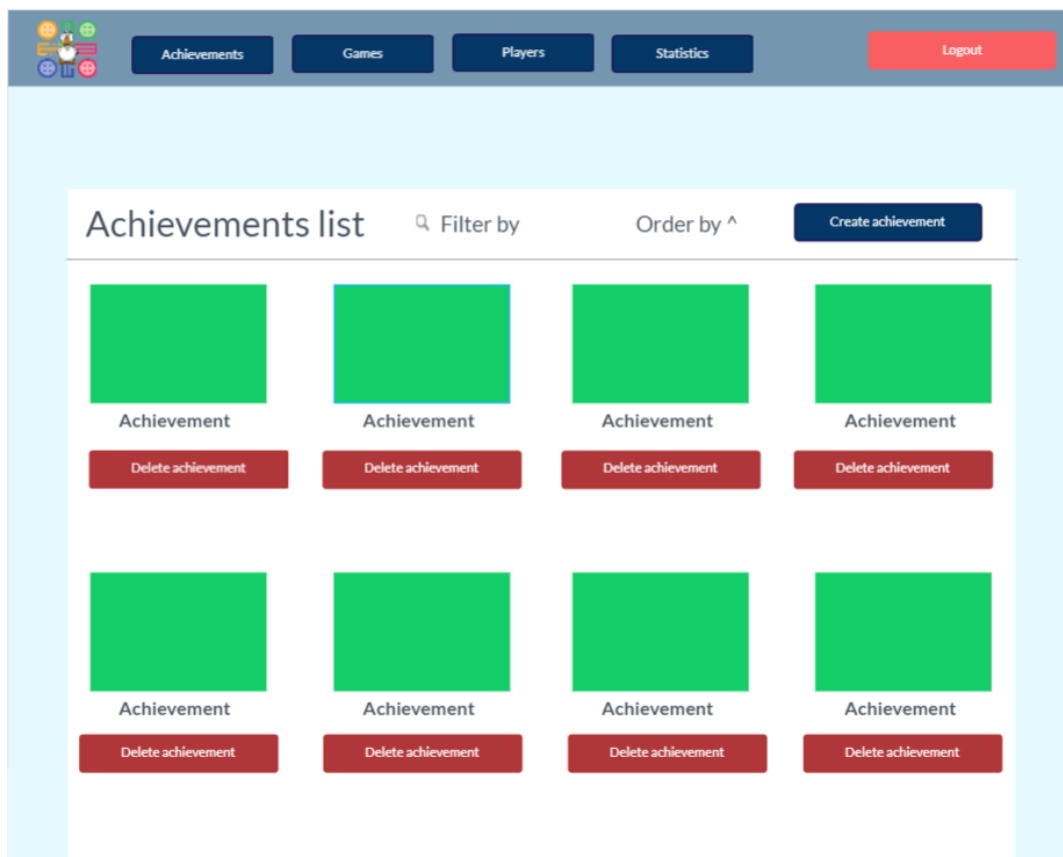 Achievements Games Players Statistics Logout
Achievements list Filter by Order by ^ Create achievement
Achievement Achievement Achievement Achievement
Delete achievement Delete achievement Delete achievement Delete achievement
Achievement Achievement Achievement Achievement
Delete achievement Delete achievement Delete achievement Delete achievement